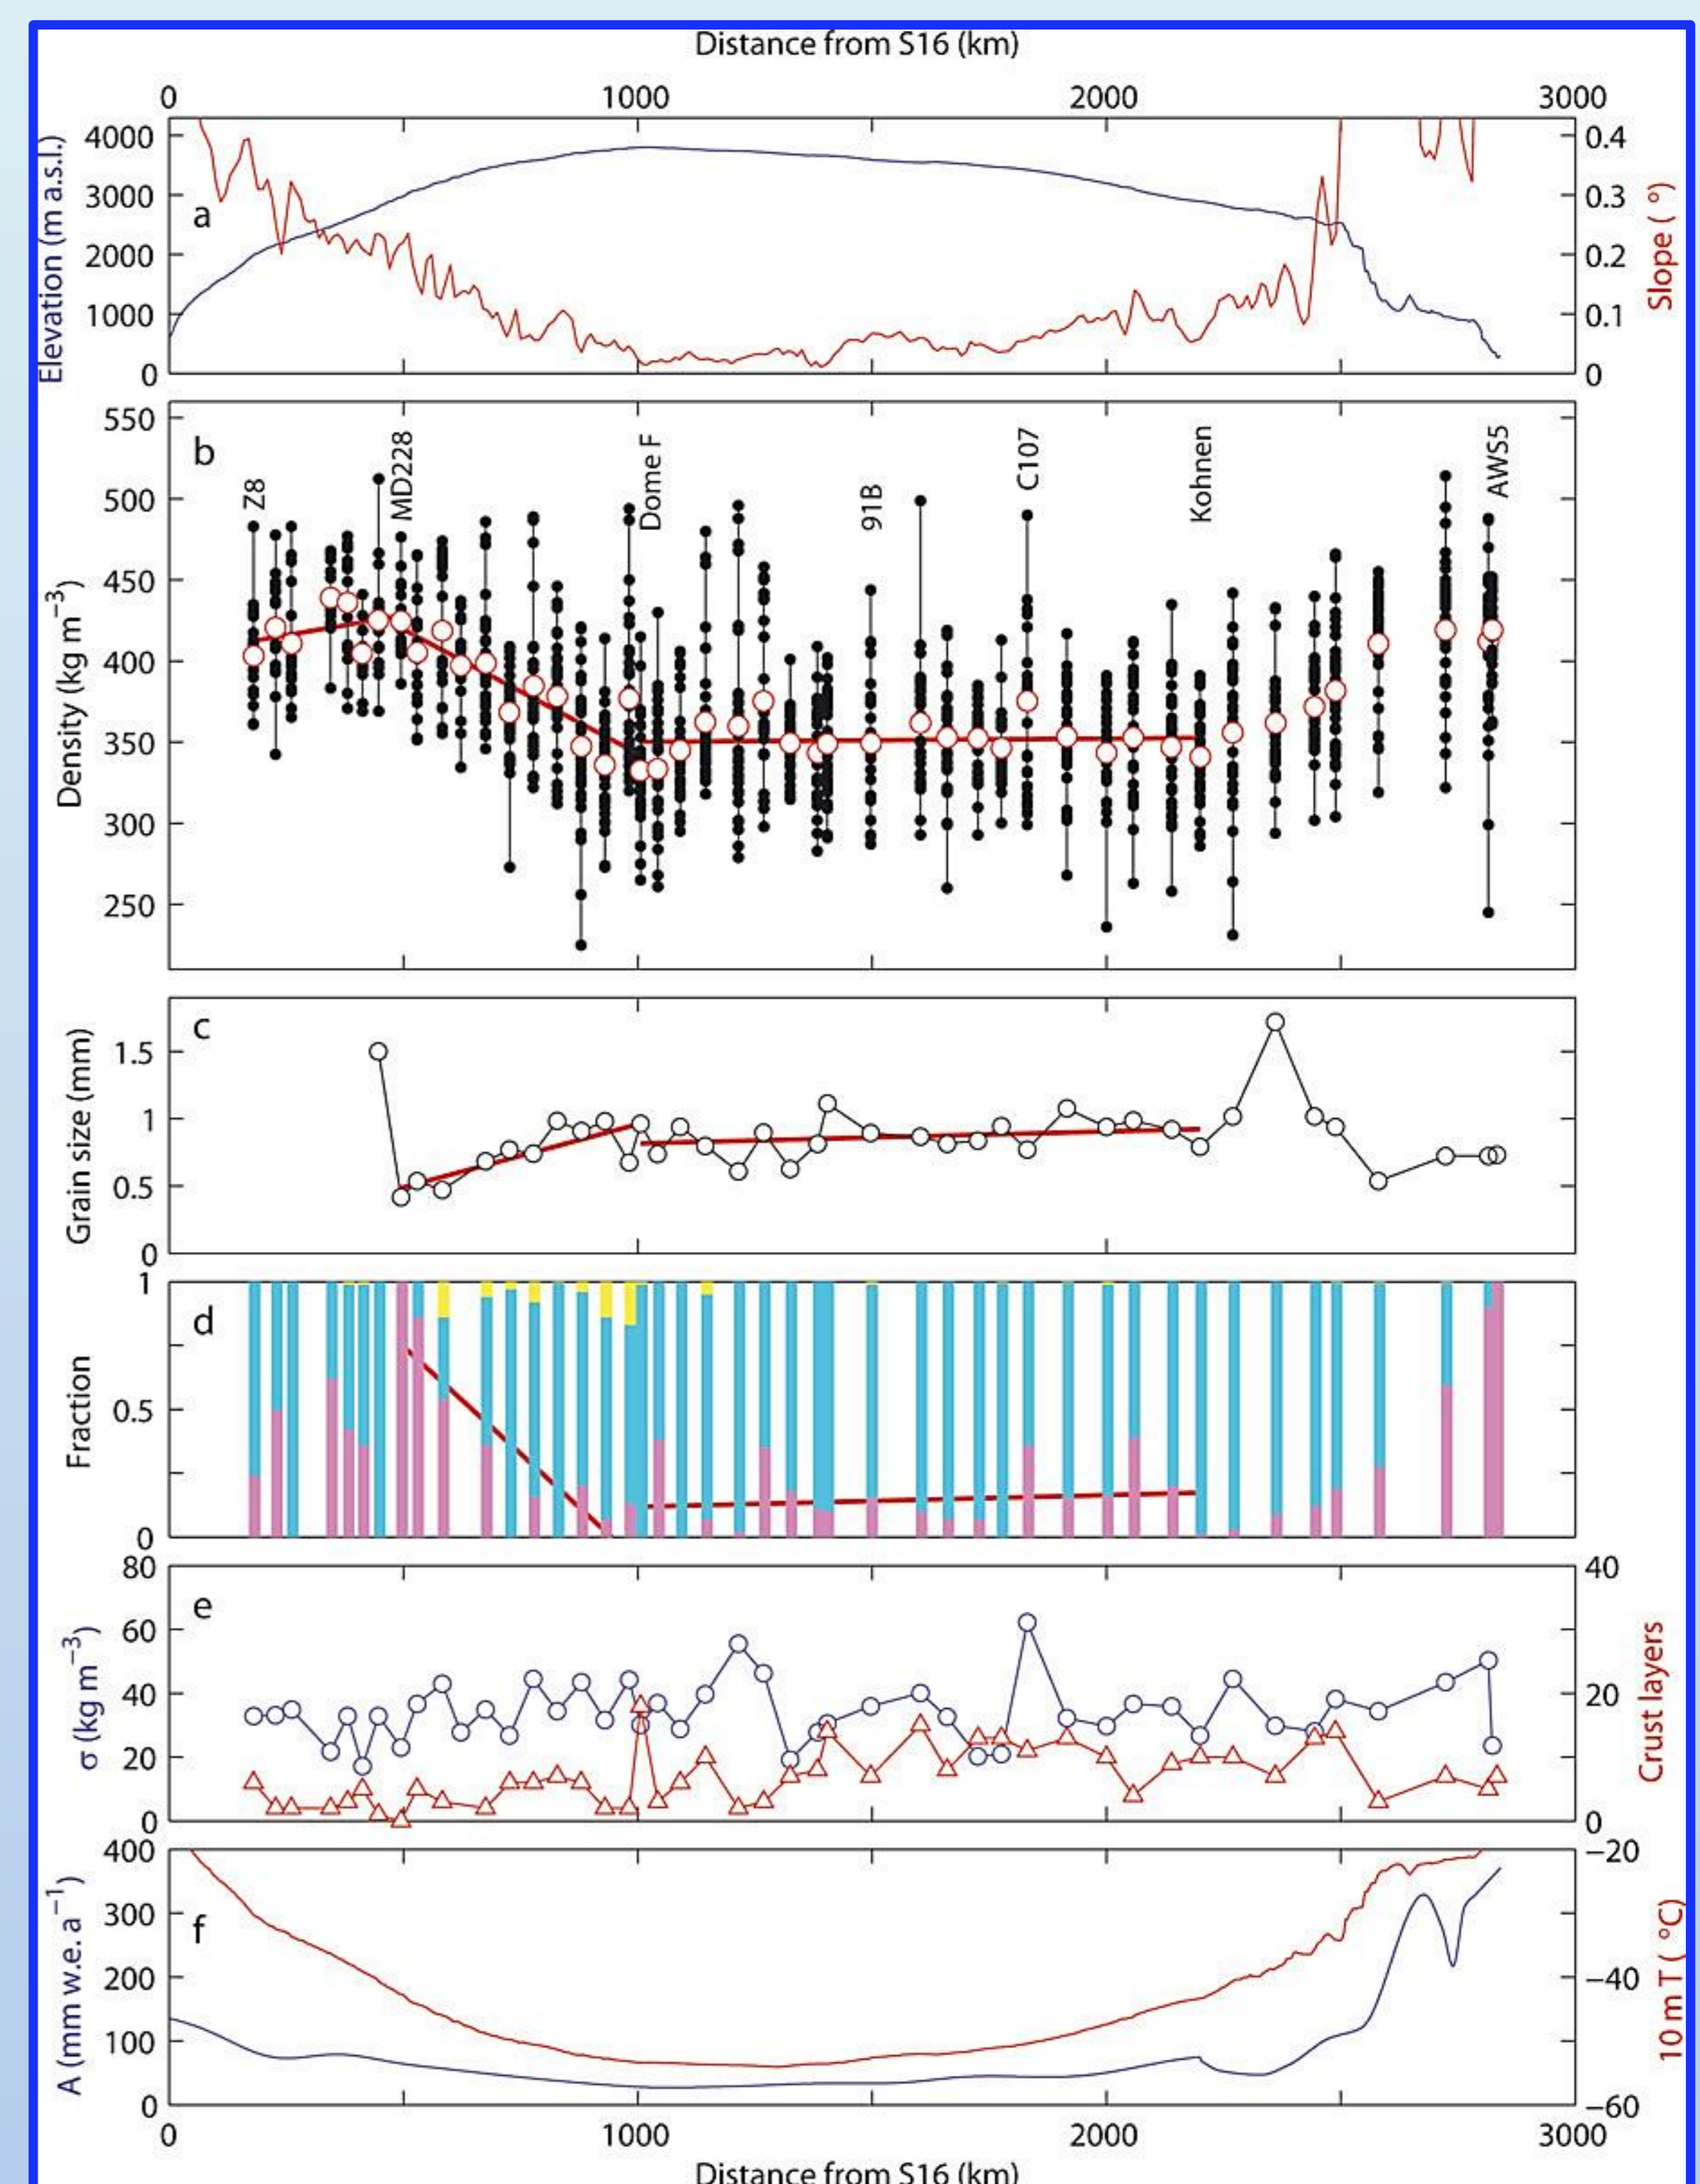 Distance from S16 (km)
0 1000 2000 3000
Elevation (m a.s.l.)
4000
3000
2000
1000
0
a
0.4
0.3
0.2
0.1
0
Slope ( °)
Density (kg m⁻³)
550
500
450
400
350
300
250
b
Z8
MD228
Dome F
91B
C107
Kohnen
AWS5
Grain size (mm)
1.5
1
0.5
0
c
Fraction
1
0.5
0
d
σ (kg m⁻³)
80
60
40
20
0
e
40
20
0
Crust layers
A (mm w.e. a⁻¹)
400
300
200
100
0
f
−20
−40
−60
10 m T ( °C)
0 1000 2000 3000
Distance from S16 (km)